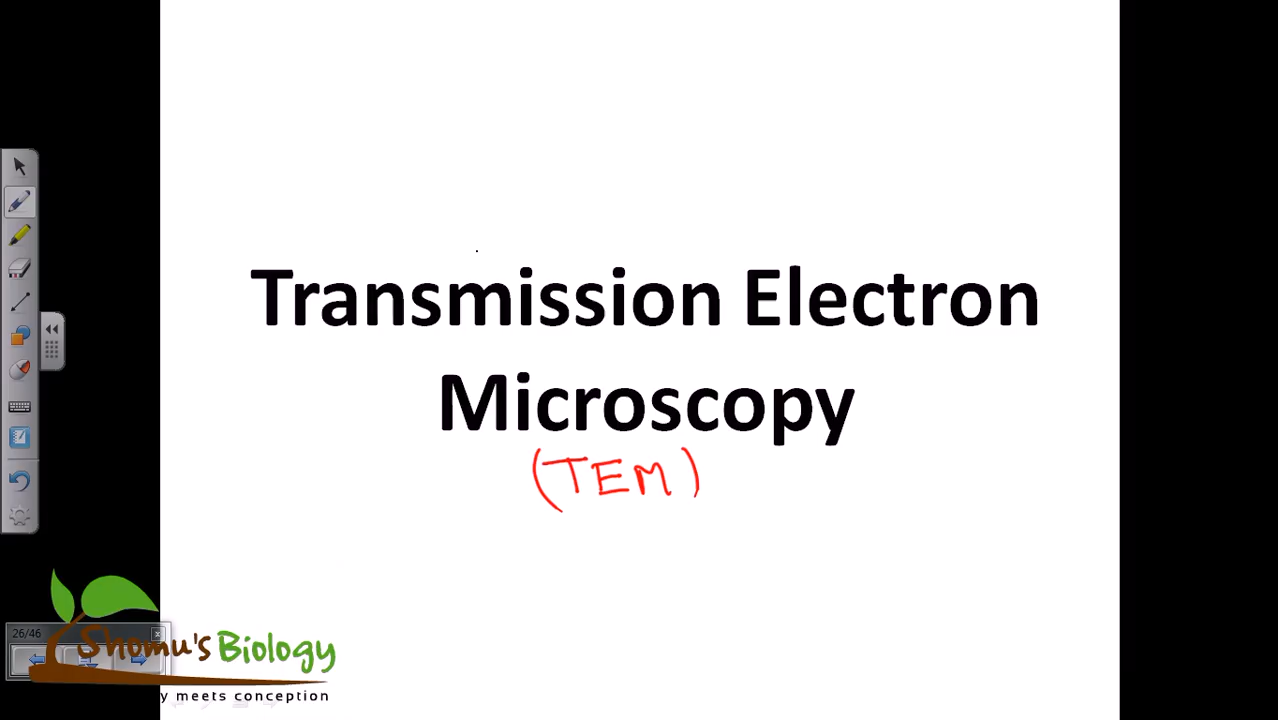 Transmission Electron
Microscopy
(TEM)
26/46
Shomu's Biology
y meets conception